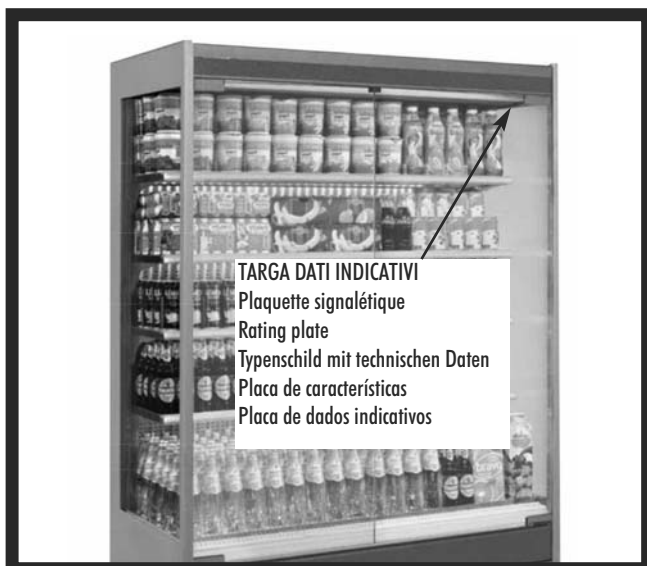 TARGA DATI INDICATIVI
Plaquette signalétique
Rating plate
Typenschild mit technischen Daten
Placa de características
Placa de dados indicativos